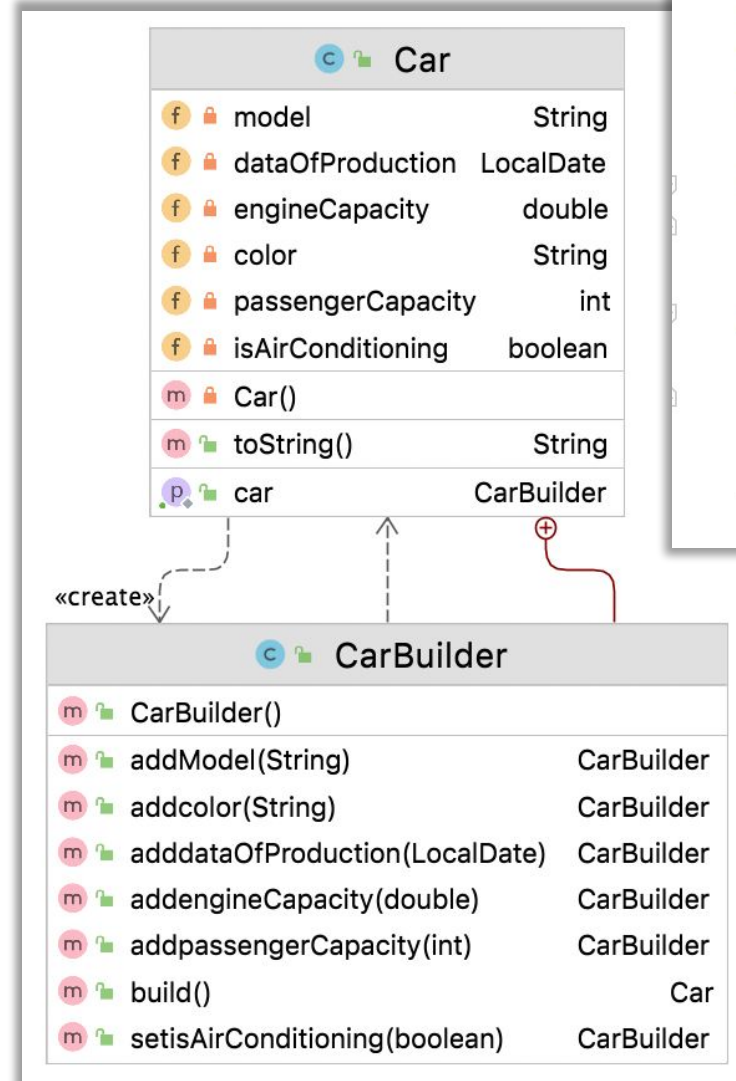 Car
model String
dataOfProduction LocalDate
engineCapacity double
color String
passengerCapacity int
isAirConditioning boolean
Car()
toString() String
car CarBuilder
«create»
CarBuilder
CarBuilder()
addModel(String) CarBuilder
addcolor(String) CarBuilder
adddataOfProduction(LocalDate) CarBuilder
addengineCapacity(double) CarBuilder
addpassengerCapacity(int) CarBuilder
build() Car
setisAirConditioning(boolean) CarBuilder